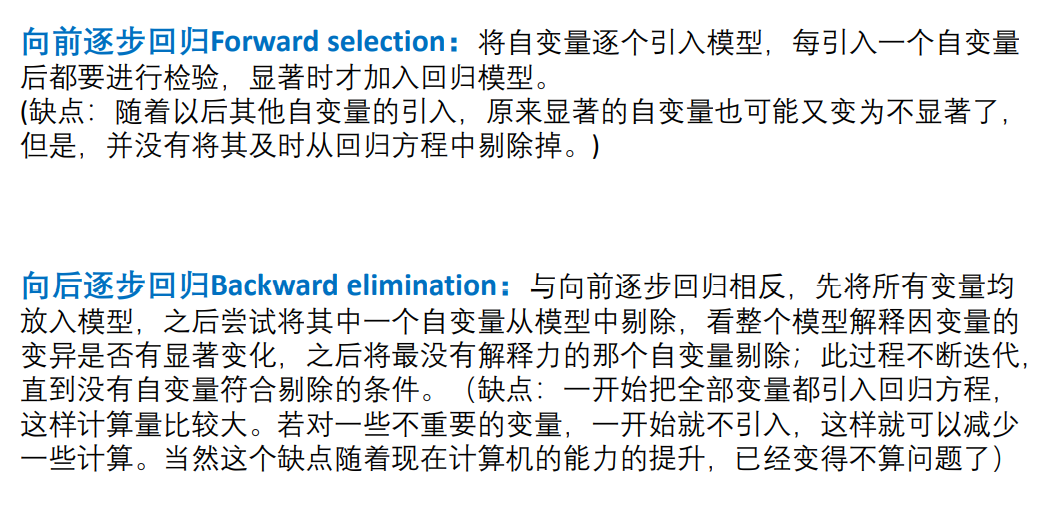 向前逐步回归Forward selection：将自变量逐个引入模型，每引入一个自变量
后都要进行检验，显著时才加入回归模型。
(缺点：随着以后其他自变量的引入，原来显著的自变量也可能又变为不显著了，
但是，并没有将其及时从回归方程中剔除掉。)
向后逐步回归Backward elimination：与向前逐步回归相反，先将所有变量均
放入模型，之后尝试将其中一个自变量从模型中剔除，看整个模型解释因变量的
变异是否有显著变化，之后将最没有解释力的那个自变量剔除；此过程不断迭代，
直到没有自变量符合剔除的条件。（缺点：一开始把全部变量都引入回归方程，
这样计算量比较大。若对一些不重要的变量，一开始就不引入，这样就可以减少
一些计算。当然这个缺点随着现在计算机的能力的提升，已经变得不算问题了）